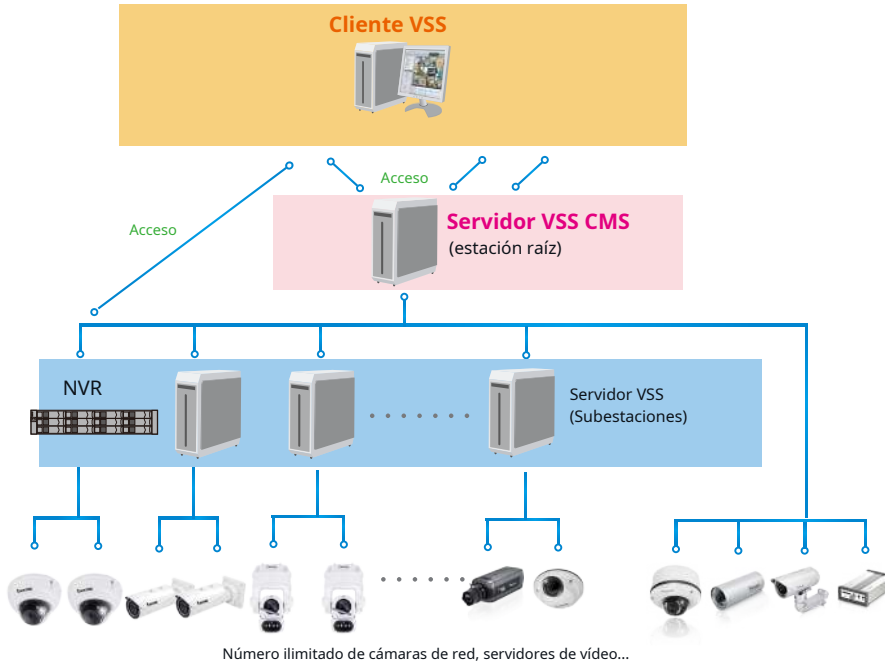 Cliente VSS
Acceso
Acceso
Servidor VSS CMS
(estación raíz)
NVR
Servidor VSS
(Subestaciones)
Número ilimitado de cámaras de red, servidores de vídeo...